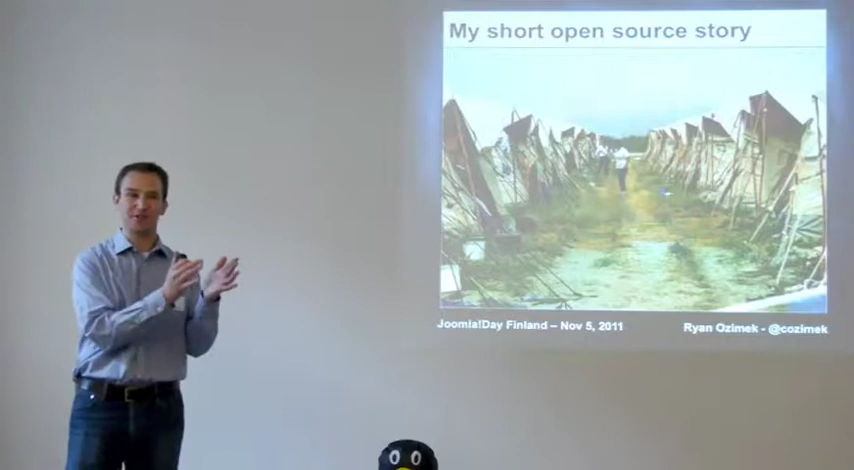 My short open source story
Joomla!Day Finland – Nov 5, 2011
Ryan Ozimek - @cozimek